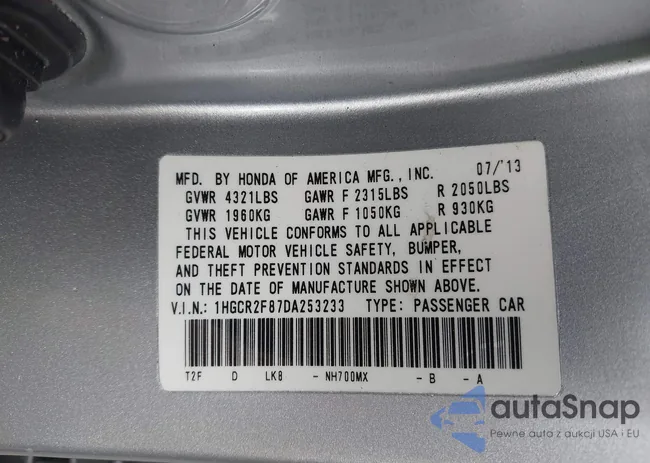 MFD. BY HONDA OF AMERICA MFG., INC. 07/'13
GVWR 4321LBS GAWR F 2315LBS R 2050LBS
GVWR 1960KG GAWR F 1050KG R 930KG
THIS VEHICLE CONFORMS TO ALL APPLICABLE
FEDERAL MOTOR VEHICLE SAFETY, BUMPER,
AND THEFT PREVENTION STANDARDS IN EFFECT
ON THE DATE OF MANUFACTURE SHOWN ABOVE.
V.I.N.: 1HGCR2F87DA253233 TYPE: PASSENGER CAR
T2F D LK8 - NH700MX - B - A
autaSnap
Pewne auta z aukcji USA i EU